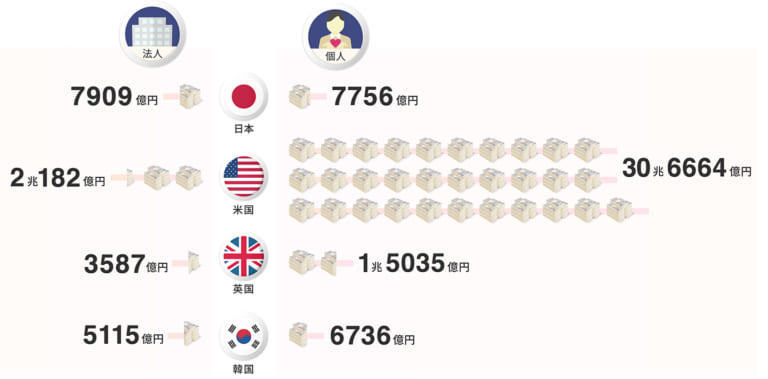 法人
個人
7909億円
日本
7756億円
2兆182億円
米国
30兆6664億円
3587億円
英国
1兆5035億円
5115億円
韓国
6736億円